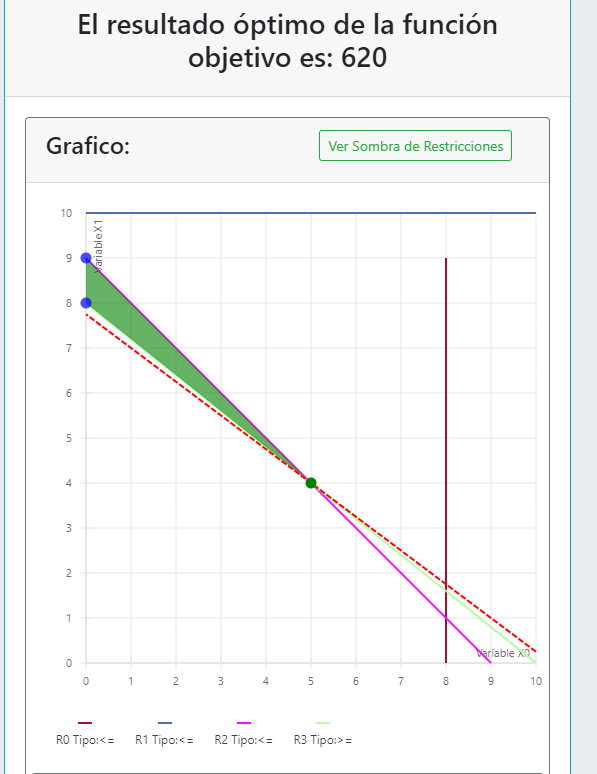 El resultado óptimo de la función
objetivo es: 620
Grafico:
Ver Sombra de Restricciones
10
Variable X1
9
8
7
6
5
4
3
2
1
Variable X0
0
0 1 2 3 4 5 6 7 8 9 10
R0 Tipo:<= R1 Tipo:<= R2 Tipo:<= R3 Tipo:>=